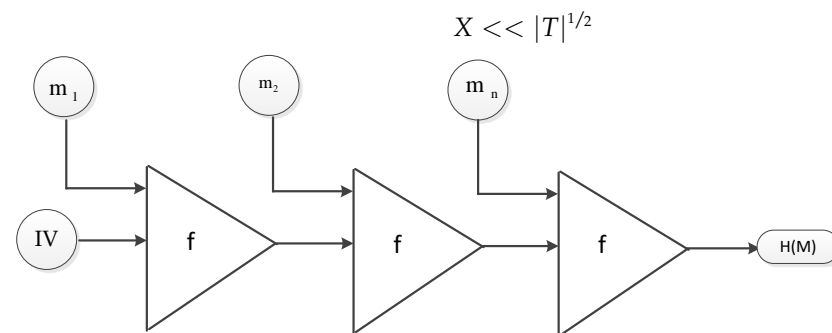 X << |T|^{1/2}
m_1
m_2
m_n
IV
f
f
f
H(M)